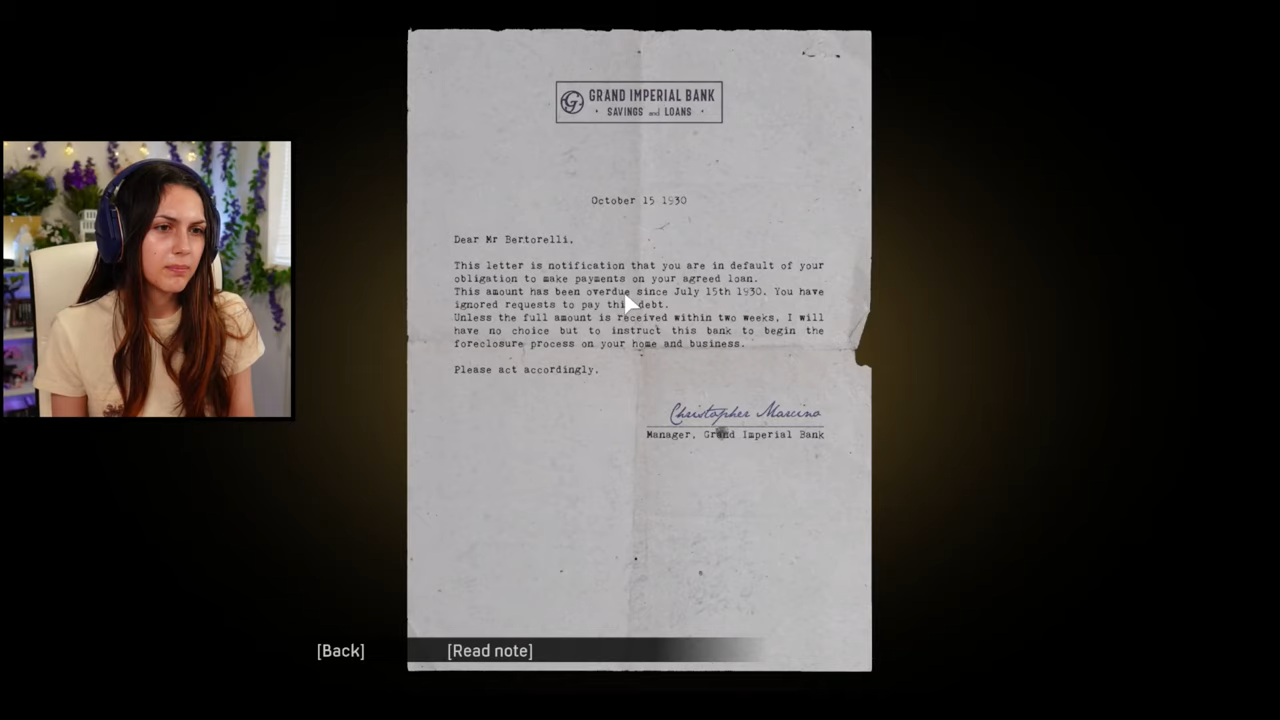 GRAND IMPERIAL BANK
· SAVINGS and LOANS ·
October 15 1930
Dear Mr Bertorelli,
This letter is notification that you are in default of your
obligation to make payments on your agreed loan.
This amount has been overdue since July 15th 1930. You have
ignored requests to pay this debt.
Unless the full amount is received within two weeks, I will
have no choice but to instruct this bank to begin the
foreclosure process on your home and business.
Please act accordingly.
Christopher Marcino
Manager, Grand Imperial Bank
[Back] [Read note]